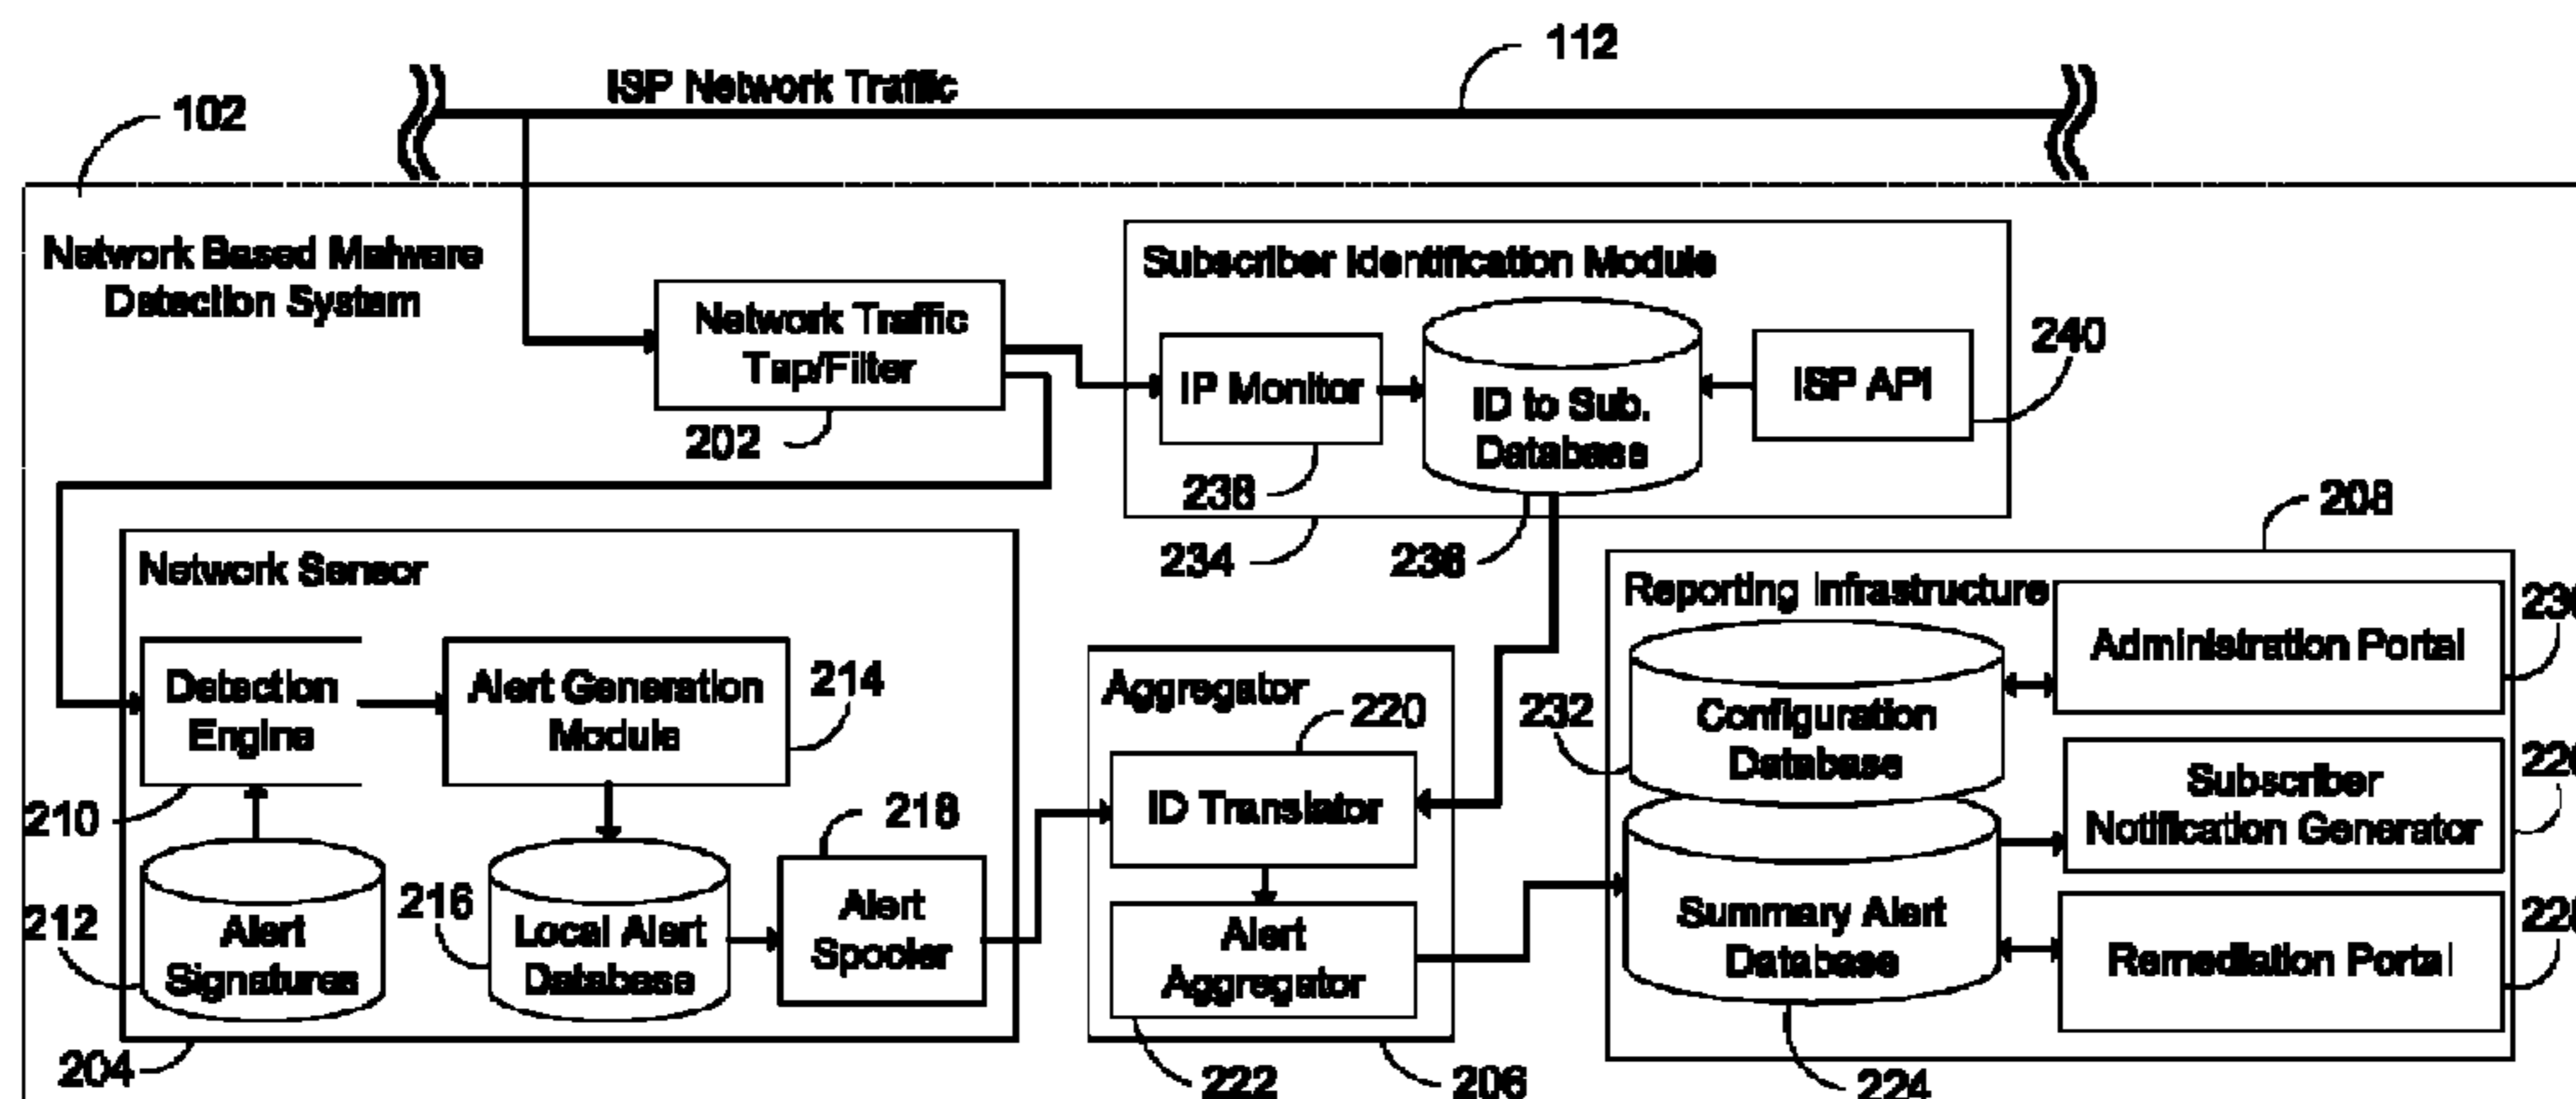 112
ISP Network Traffic
102
Network Based Malware
Detection System
Subscriber Identification Module
Network Traffic
Tap/Filter
202
IP Monitor
ID to Sub.
Database
ISP API
240
238
234
236
208
Network Sensor
Reporting Infrastructure
Detection
Engine
Alert Generation
Module
214
Aggregator
220
232
Configuration
Database
Administration Portal
210
218
ID Translator
Subscriber
Notification Generator
212
Alert
Signatures
216
Local Alert
Database
Alert
Spooler
Alert
Aggregator
Summary Alert
Database
Remediation Portal
204
222
206
224